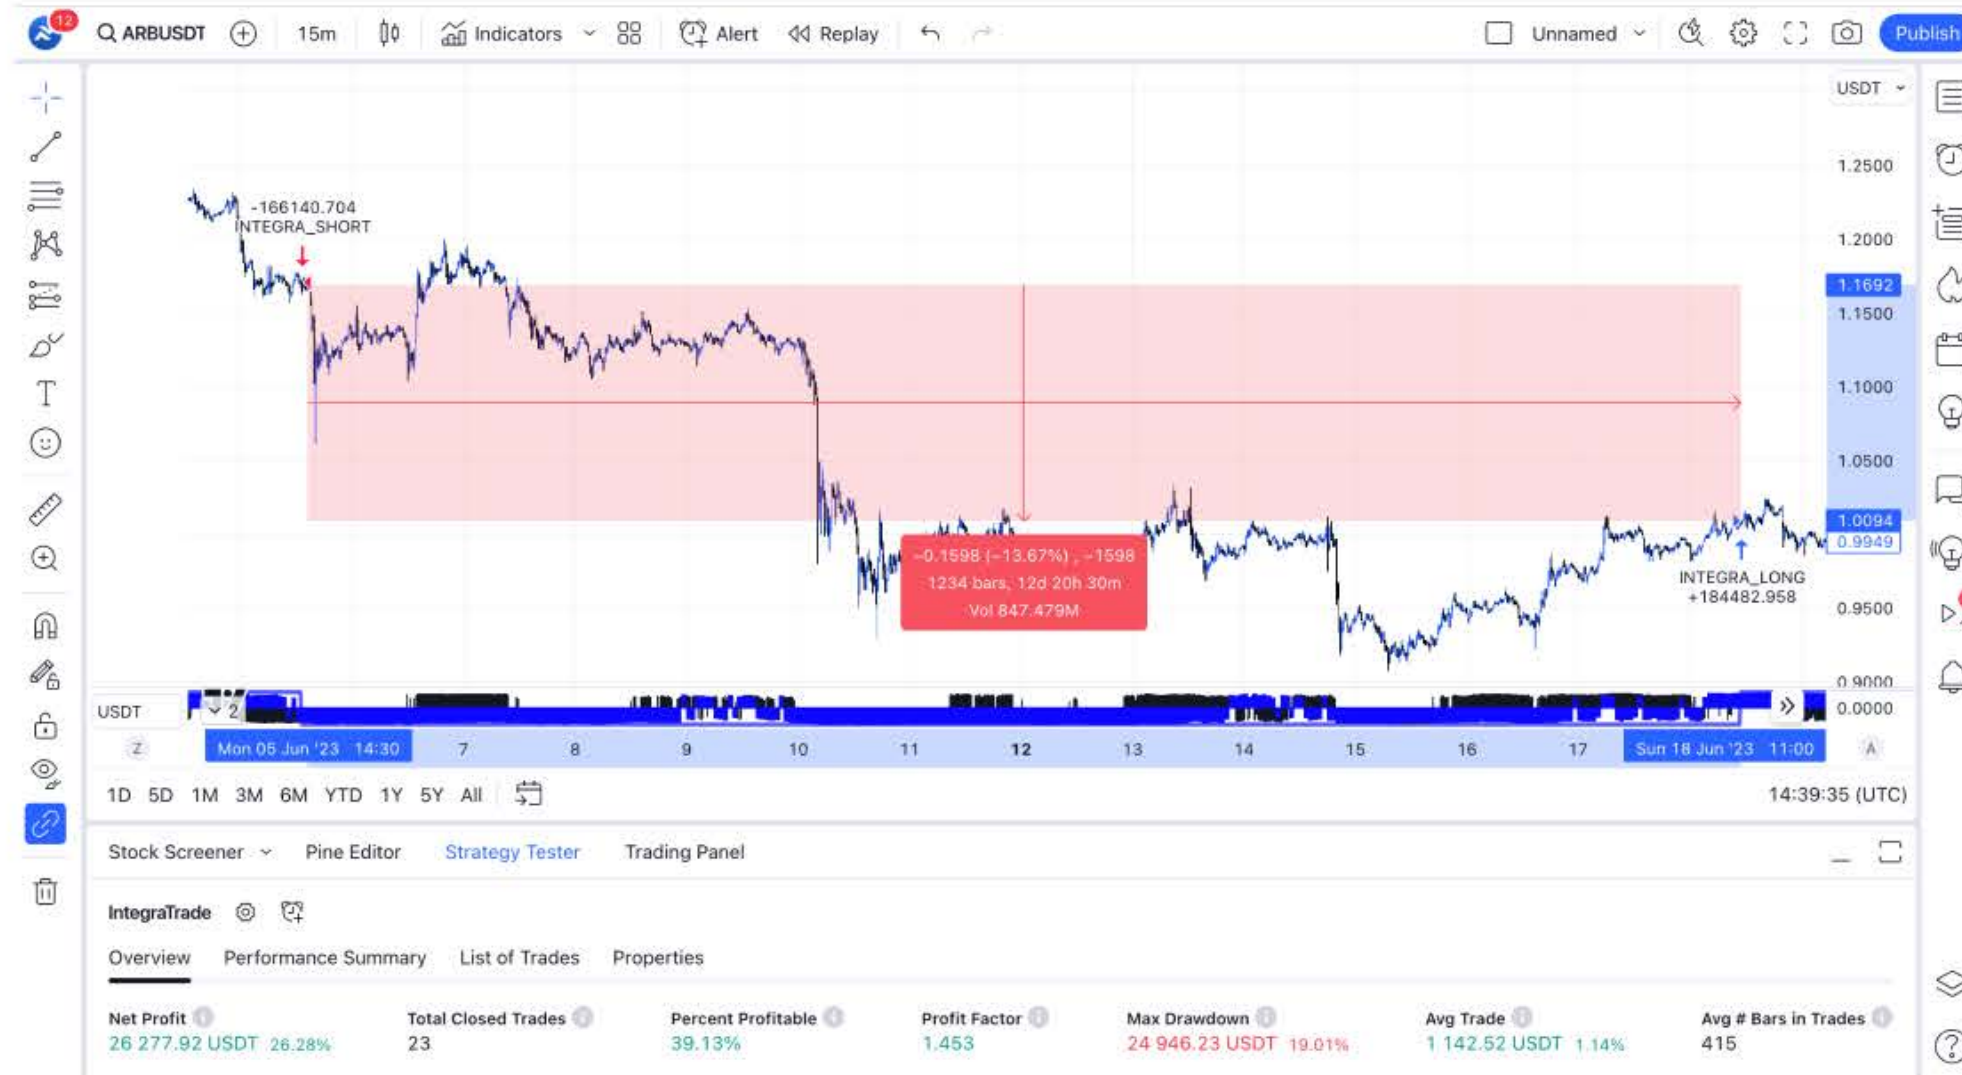 12
ARBUSDT 15m Indicators Alert Replay Unnamed Publish
USDT
1.2500
1.2000
1.1692
1.1500
1.1000
1.0500
1.0094
0.9949
0.9500
0.9000
0.0000
-166140.704
INTEGRA_SHORT
−0.1598 (−13.67%) , −1598
1234 bars, 12d 20h 30m
Vol 847.479M
INTEGRA_LONG
+184482.958
USDT 2
Z Mon 05 Jun '23 14:30 7 8 9 10 11 12 13 14 15 16 17 Sun 18 Jun '23 11:00 A
1D 5D 1M 3M 6M YTD 1Y 5Y All 14:39:35 (UTC)
Stock Screener Pine Editor Strategy Tester Trading Panel
IntegraTrade
Overview Performance Summary List of Trades Properties
Net Profit Total Closed Trades Percent Profitable Profit Factor Max Drawdown Avg Trade Avg # Bars in Trades
26 277.92 USDT 26.28% 23 39.13% 1.453 24 946.23 USDT 19.01% 1 142.52 USDT 1.14% 415